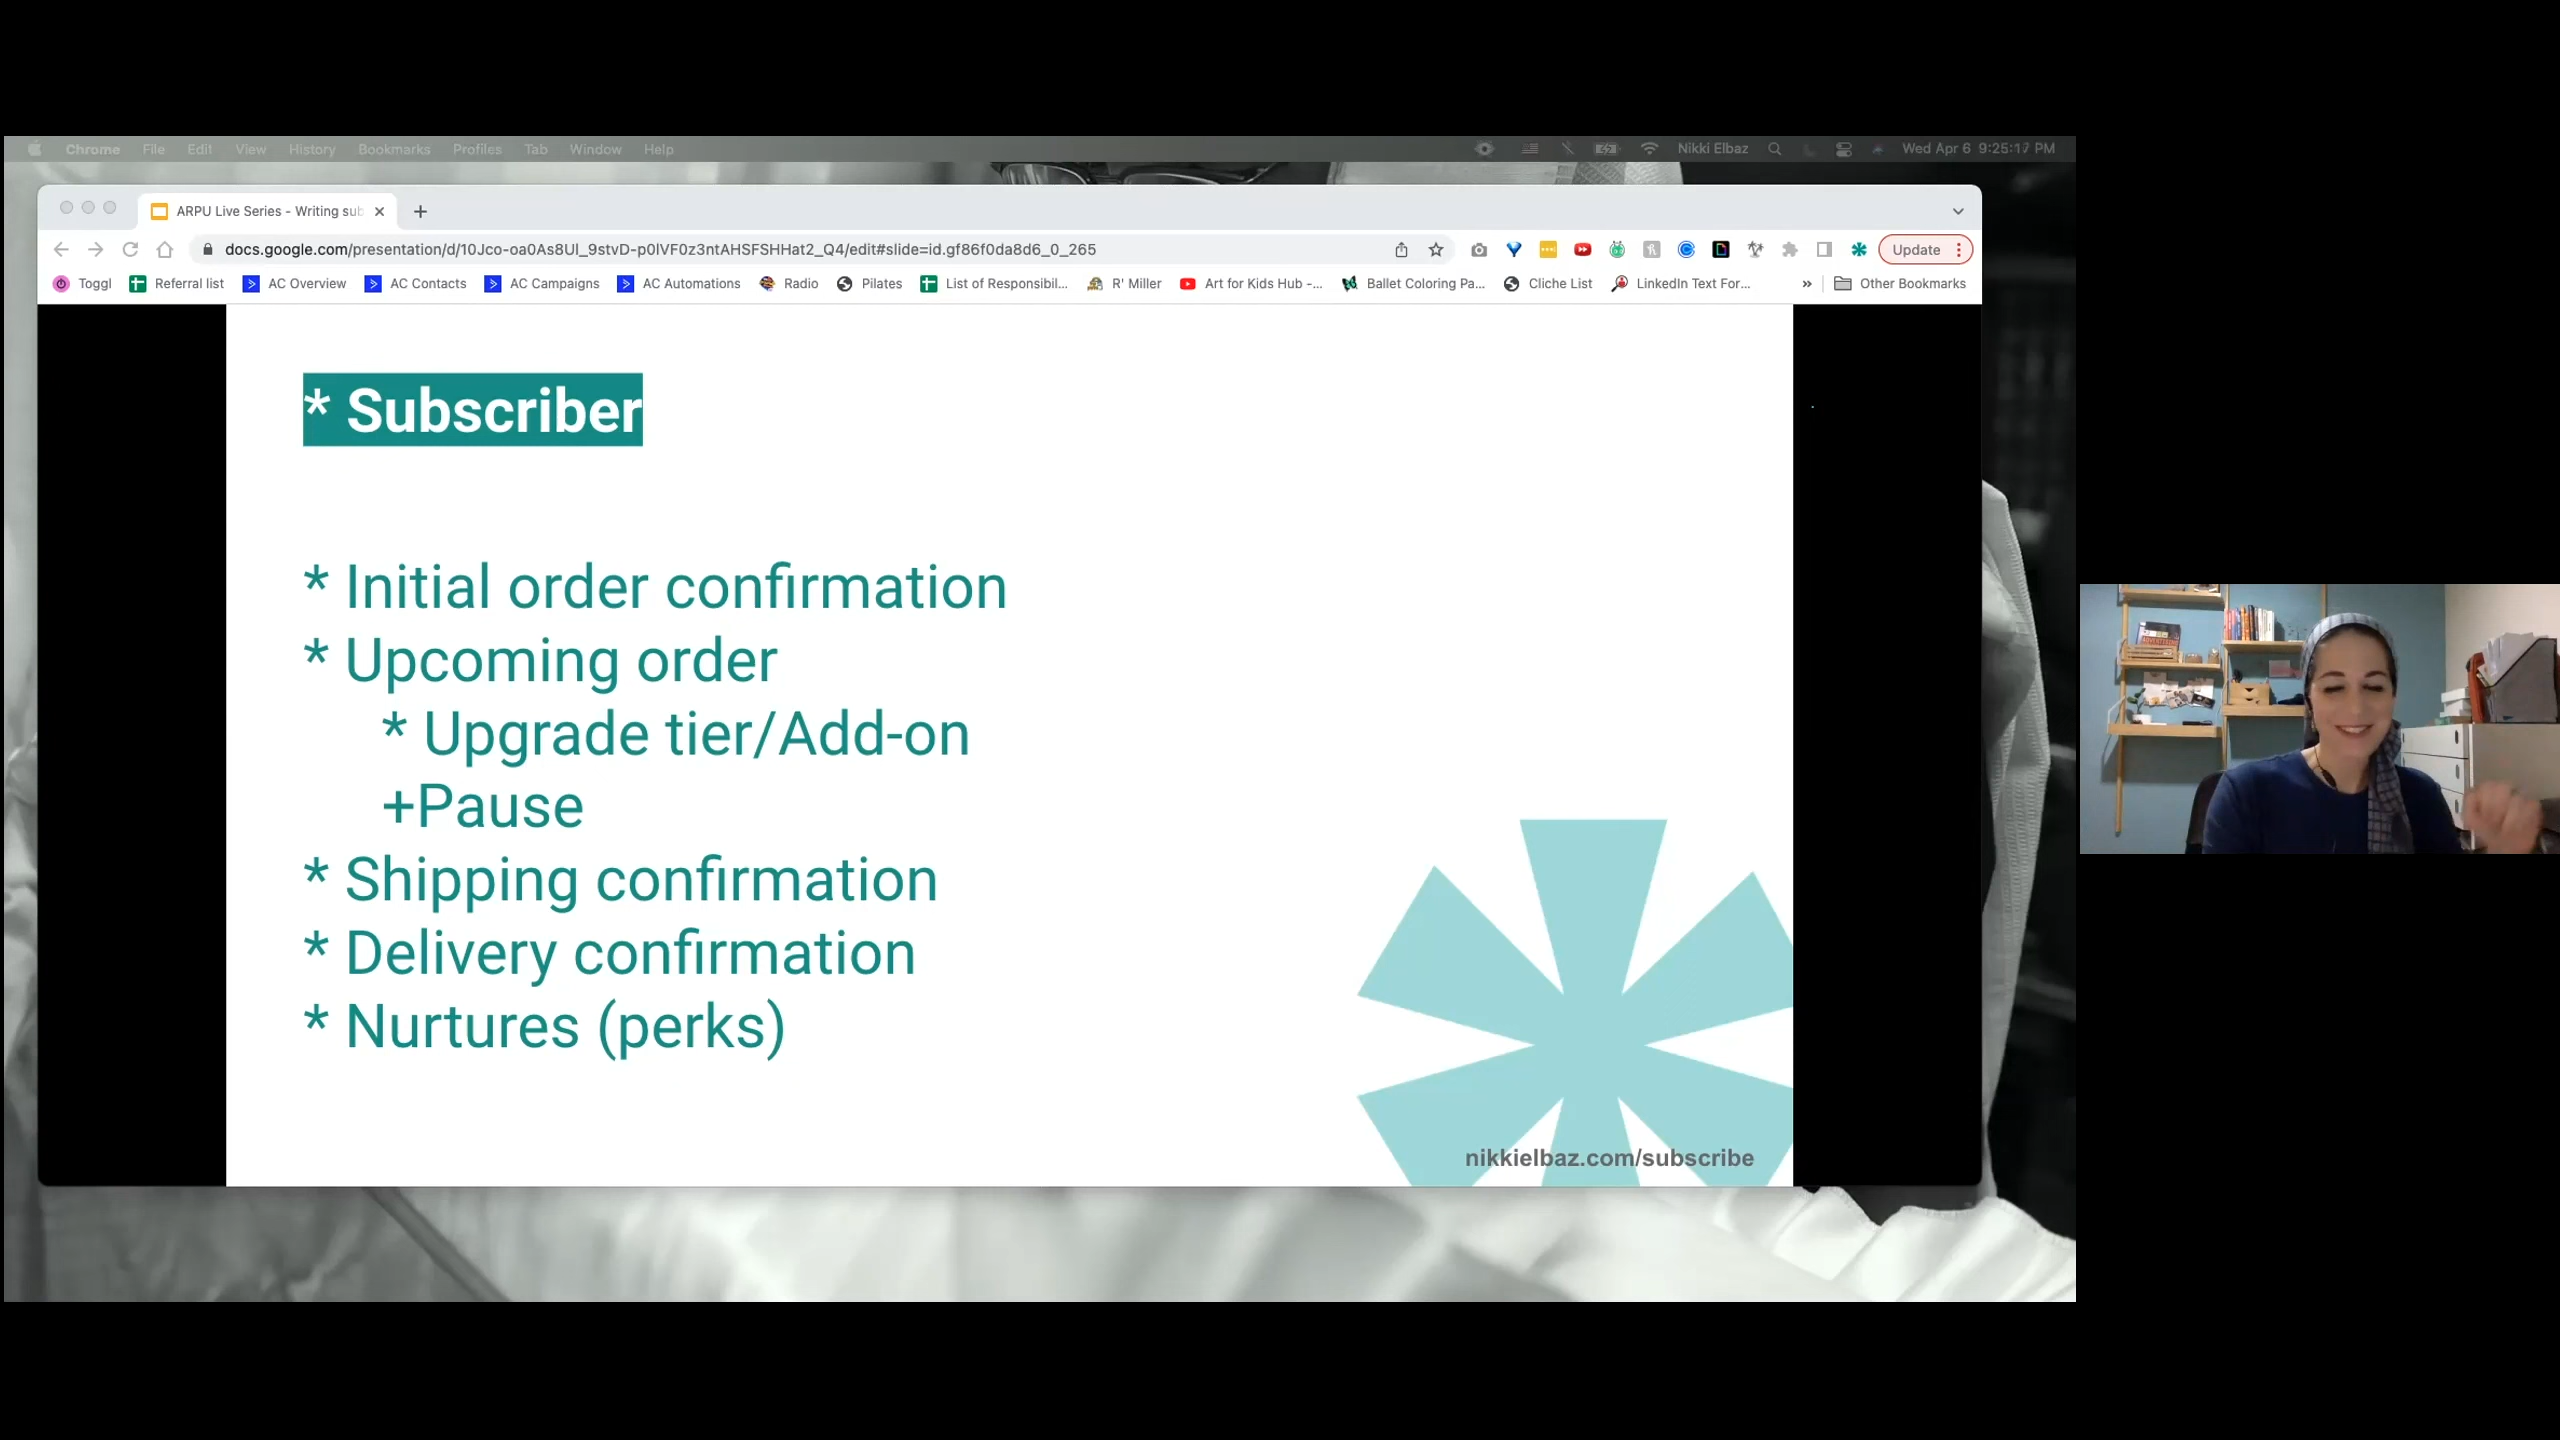 Chrome File Edit View History Bookmarks Profiles Tab Window Help Nikki Elbaz Wed Apr 6 9:25:17 PM
ARPU Live Series - Writing sub
docs.google.com/presentation/d/10Jco-oa0As8Ul_9stvD-p0lVF0z3ntAHSFSHHat2_Q4/edit#slide=id.gf86f0da8d6_0_265 Update
Toggl Referral list AC Overview AC Contacts AC Campaigns AC Automations Radio Pilates List of Responsibil... R' Miller Art for Kids Hub -... Ballet Coloring Pa... Cliche List LinkedIn Text For... » Other Bookmarks
* Subscriber
* Initial order confirmation
* Upcoming order
* Upgrade tier/Add-on
+Pause
* Shipping confirmation
* Delivery confirmation
* Nurtures (perks)
nikkielbaz.com/subscribe